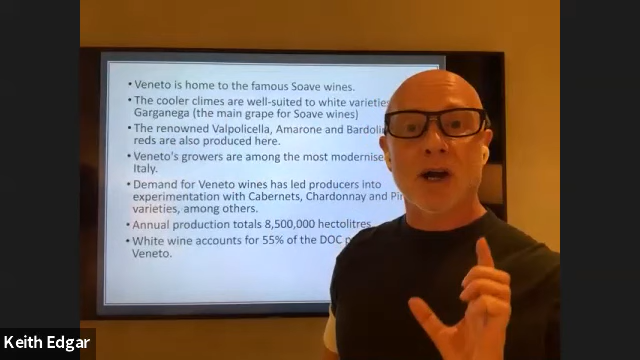 • Veneto is home to the famous Soave wines.
• The cooler climes are well-suited to white varieties
Garganega (the main grape for Soave wines)
• The renowned Valpolicella, Amarone and
reds are also produced here.
• Veneto's growers are among the most
Italy.
• Demand for Veneto wines has led producers into
experimentation with Cabernets, Chardonnay and
varieties, among others.
• Annual production totals 8,500,000 hectolitres.
• White wine accounts for 55% of the DOC
Veneto.
Keith Edgar